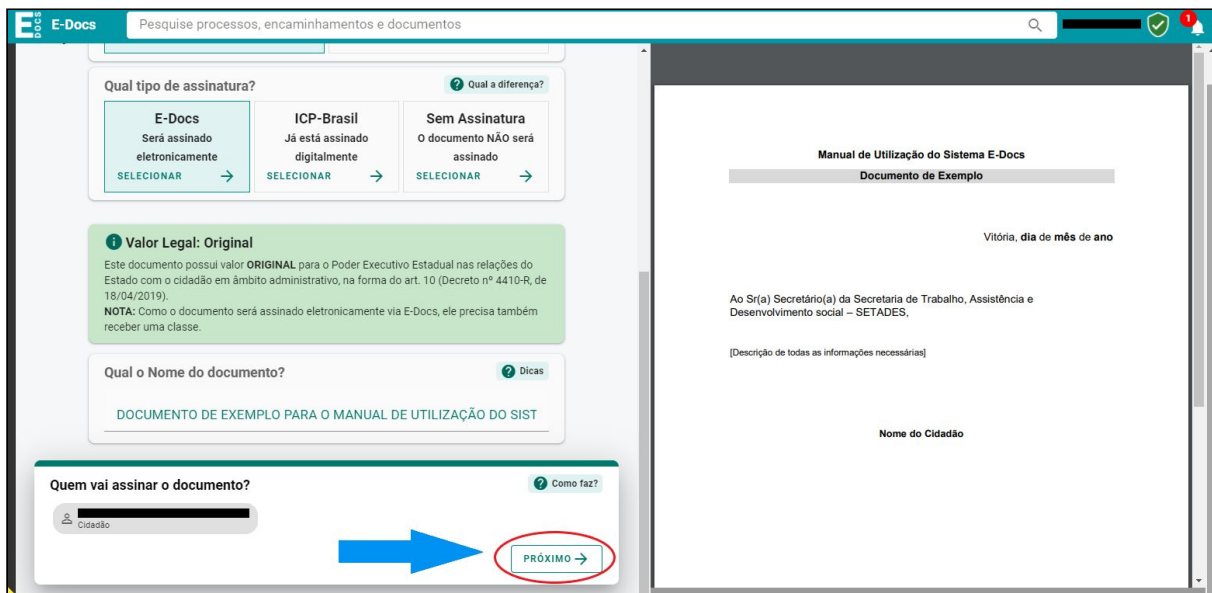 E-Docs
E-Docs
Pesquise processos, encaminhamentos e documentos
1
Qual tipo de assinatura?
Qual a diferença?
E-Docs
Será assinado
eletronicamente
SELECIONAR
ICP-Brasil
Já está assinado
digitalmente
SELECIONAR
Sem Assinatura
O documento NÃO será
assinado
SELECIONAR
Valor Legal: Original
Este documento possui valor ORIGINAL para o Poder Executivo Estadual nas relações do
Estado com o cidadão em âmbito administrativo, na forma do art. 10 (Decreto nº 4410-R, de
18/04/2019).
NOTA: Como o documento será assinado eletronicamente via E-Docs, ele precisa também
receber uma classe.
Qual o Nome do documento?
Dicas
DOCUMENTO DE EXEMPLO PARA O MANUAL DE UTILIZAÇÃO DO SIST
Quem vai assinar o documento?
Como faz?
Cidadão
PRÓXIMO
Manual de Utilização do Sistema E-Docs
Documento de Exemplo
Vitória, dia de mês de ano
Ao Sr(a) Secretário(a) da Secretaria de Trabalho, Assistência e
Desenvolvimento social – SETADES,
[Descrição de todas as informações necessárias]
Nome do Cidadão